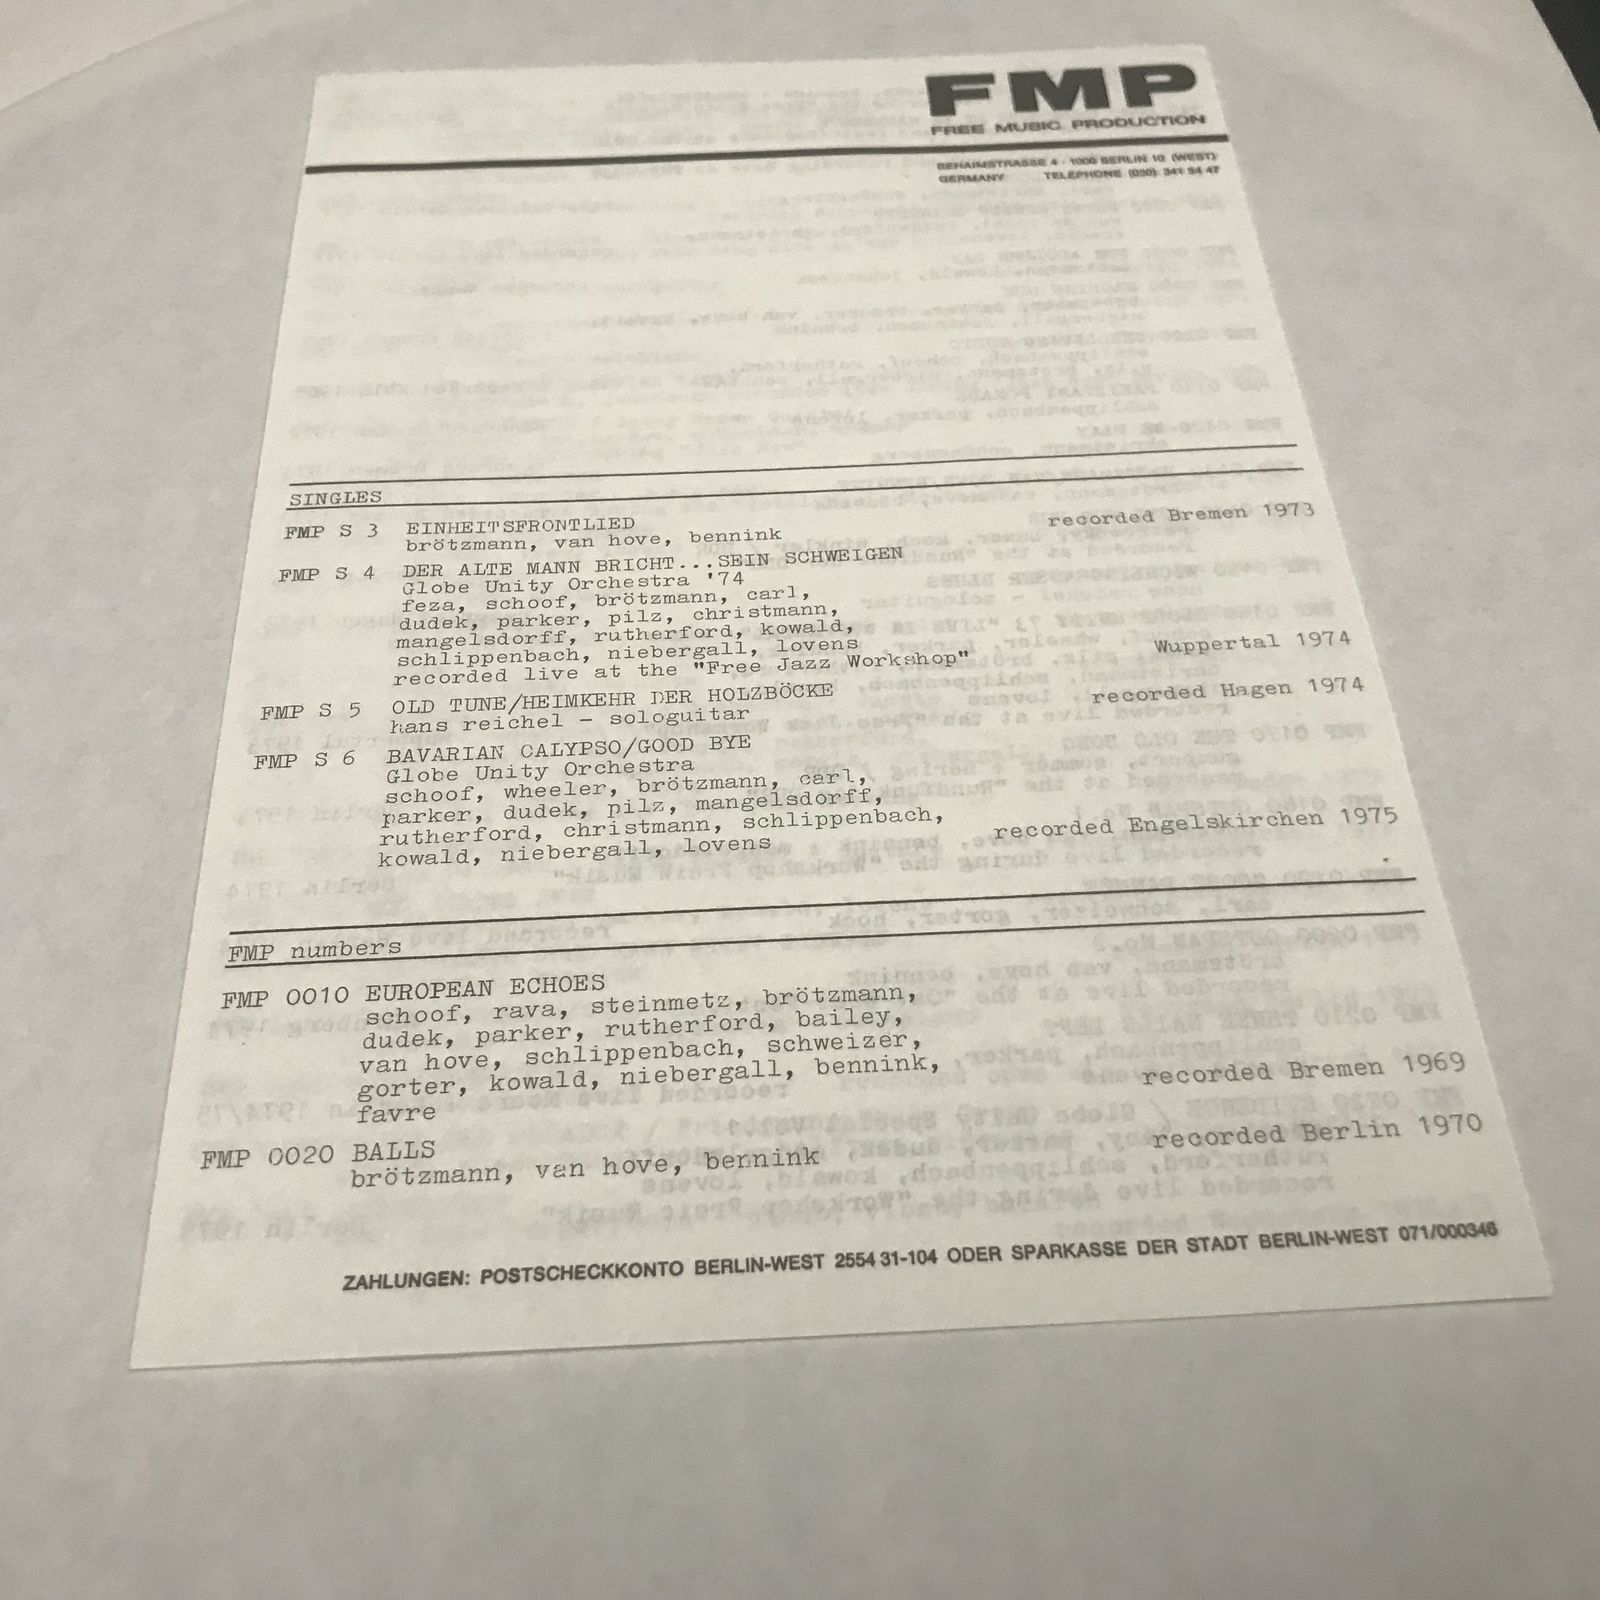 FMP
FREE MUSIC PRODUCTION
BEHAIMSTRASSE 4 · 1000 BERLIN 10 (WEST)
GERMANY TELEPHONE (030) 341 94 47
SINGLES
FMP S 3 EINHEITSFRONTLIED recorded Bremen 1973
brötzmann, van hove, bennink
FMP S 4 DER ALTE MANN BRICHT...SEIN SCHWEIGEN
Globe Unity Orchestra '74
feza, schoof, brötzmann, carl,
dudek, parker, pilz, christmann,
mangelsdorff, rutherford, kowald,
schlippenbach, niebergall, lovens
recorded live at the "Free Jazz Workshop" Wuppertal 1974
FMP S 5 OLD TUNE/HEIMKEHR DER HOLZBÖCKE recorded Hagen 1974
hans reichel - sologuitar
FMP S 6 BAVARIAN CALYPSO/GOOD BYE
Globe Unity Orchestra
schoof, wheeler, brötzmann, carl,
parker, dudek, pilz, mangelsdorff,
rutherford, christmann, schlippenbach,
kowald, niebergall, lovens recorded Engelskirchen 1975
FMP numbers
FMP 0010 EUROPEAN ECHOES
schoof, rava, steinmetz, brötzmann,
dudek, parker, rutherford, bailey,
van hove, schlippenbach, schweizer,
gorter, kowald, niebergall, bennink,
favre recorded Bremen 1969
FMP 0020 BALLS recorded Berlin 1970
brötzmann, van hove, bennink
ZAHLUNGEN: POSTSCHECKKONTO BERLIN-WEST 2554 31-104 ODER SPARKASSE DER STADT BERLIN-WEST 071/000346